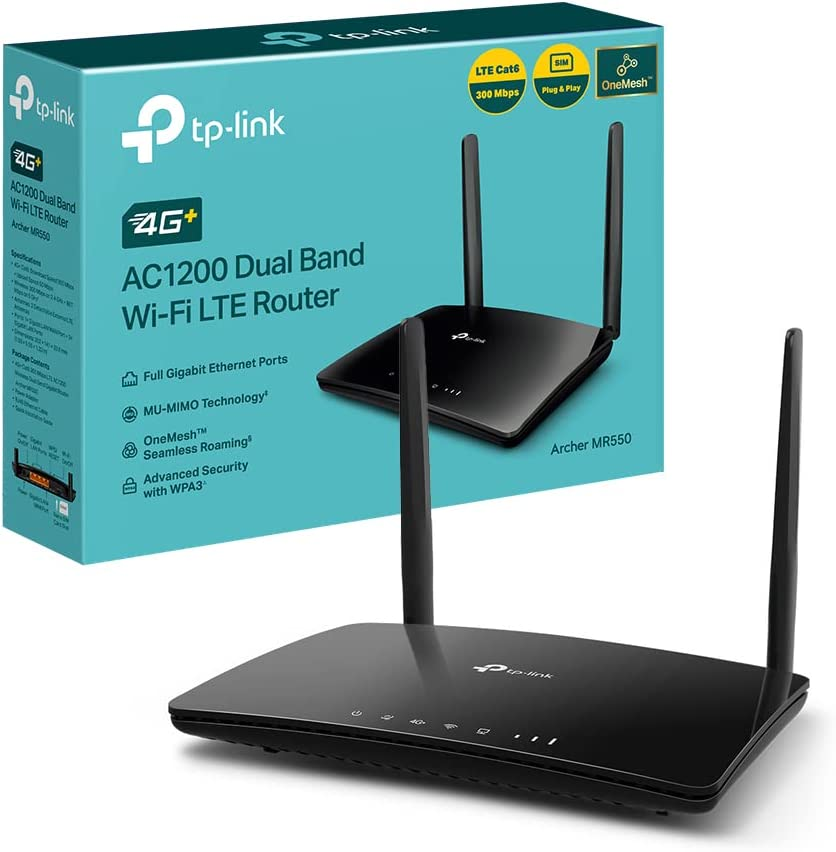 tp-link
tp-link
4G+
AC1200 Dual Band
Wi-Fi LTE Router
Archer MR550
Specifications
Package Contents
LTE Cat6
300 Mbps
SIM
Plug & Play
OneMesh™
tp-link
4G+
AC1200 Dual Band
Wi-Fi LTE Router
Full Gigabit Ethernet Ports
MU-MIMO Technology‡
OneMesh™
Seamless Roaming§
Advanced Security
with WPA3△
tp-link
Archer MR550
tp-link
4G+